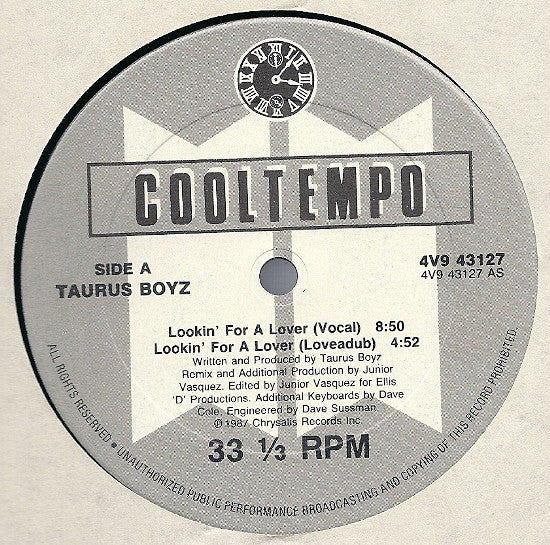 COOLTEMPO
SIDE A
TAURUS BOYZ
4V9 43127
4V9 43127 AS
Lookin' For A Lover (Vocal) 8:50
Lookin' For A Lover (Loveadub) 4:52
Written and Produced by Taurus Boyz
Remix and Additional Production by Junior
Vasquez. Edited by Junior Vasquez for Ellis
'D' Productions. Additional Keyboards by Dave
Cole. Engineered by Dave Sussman.
©1987 Chrysalis Records Inc.
33 ⅓ RPM
ALL RIGHTS RESERVED • UNAUTHORIZED PUBLIC PERFORMANCE BROADCASTING AND COPYING OF THIS RECORD PROHIBITED.